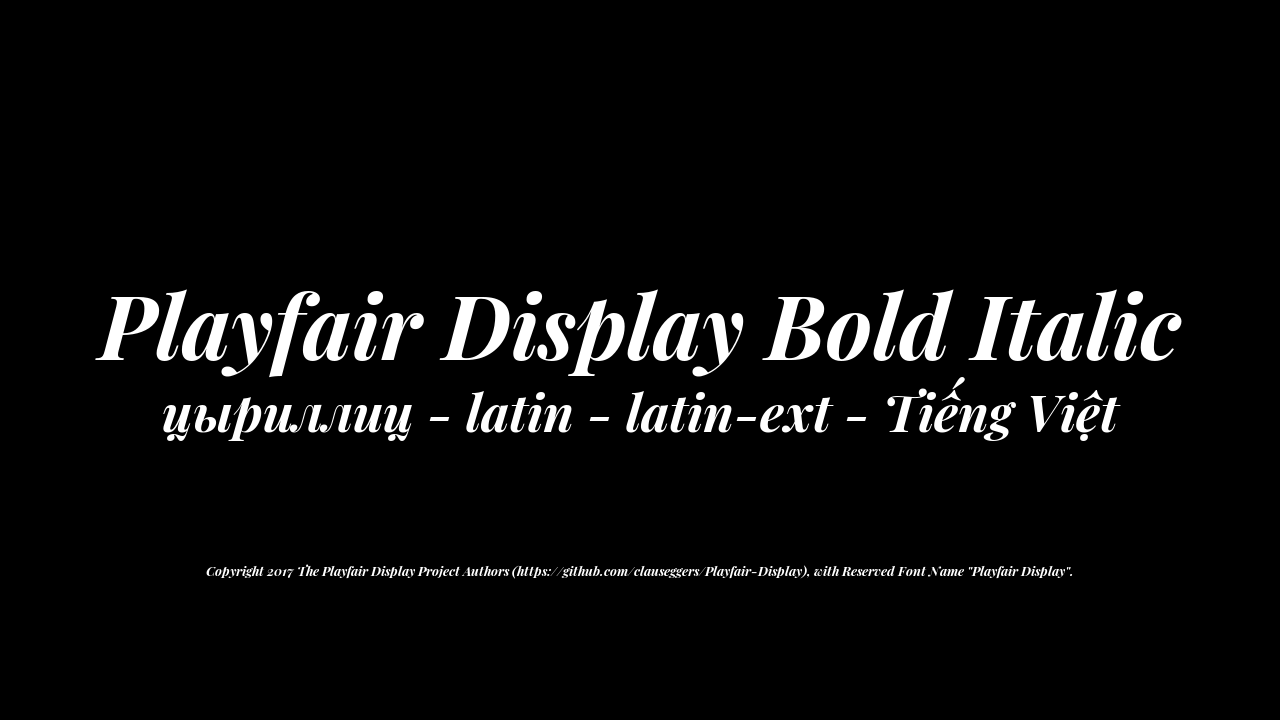 Playfair Display Bold Italic
цыриллиц - latin - latin-ext - Tiếng Việt
Copyright 2017 The Playfair Display Project Authors (https://github.com/clauseggers/Playfair-Display), with Reserved Font Name "Playfair Display".